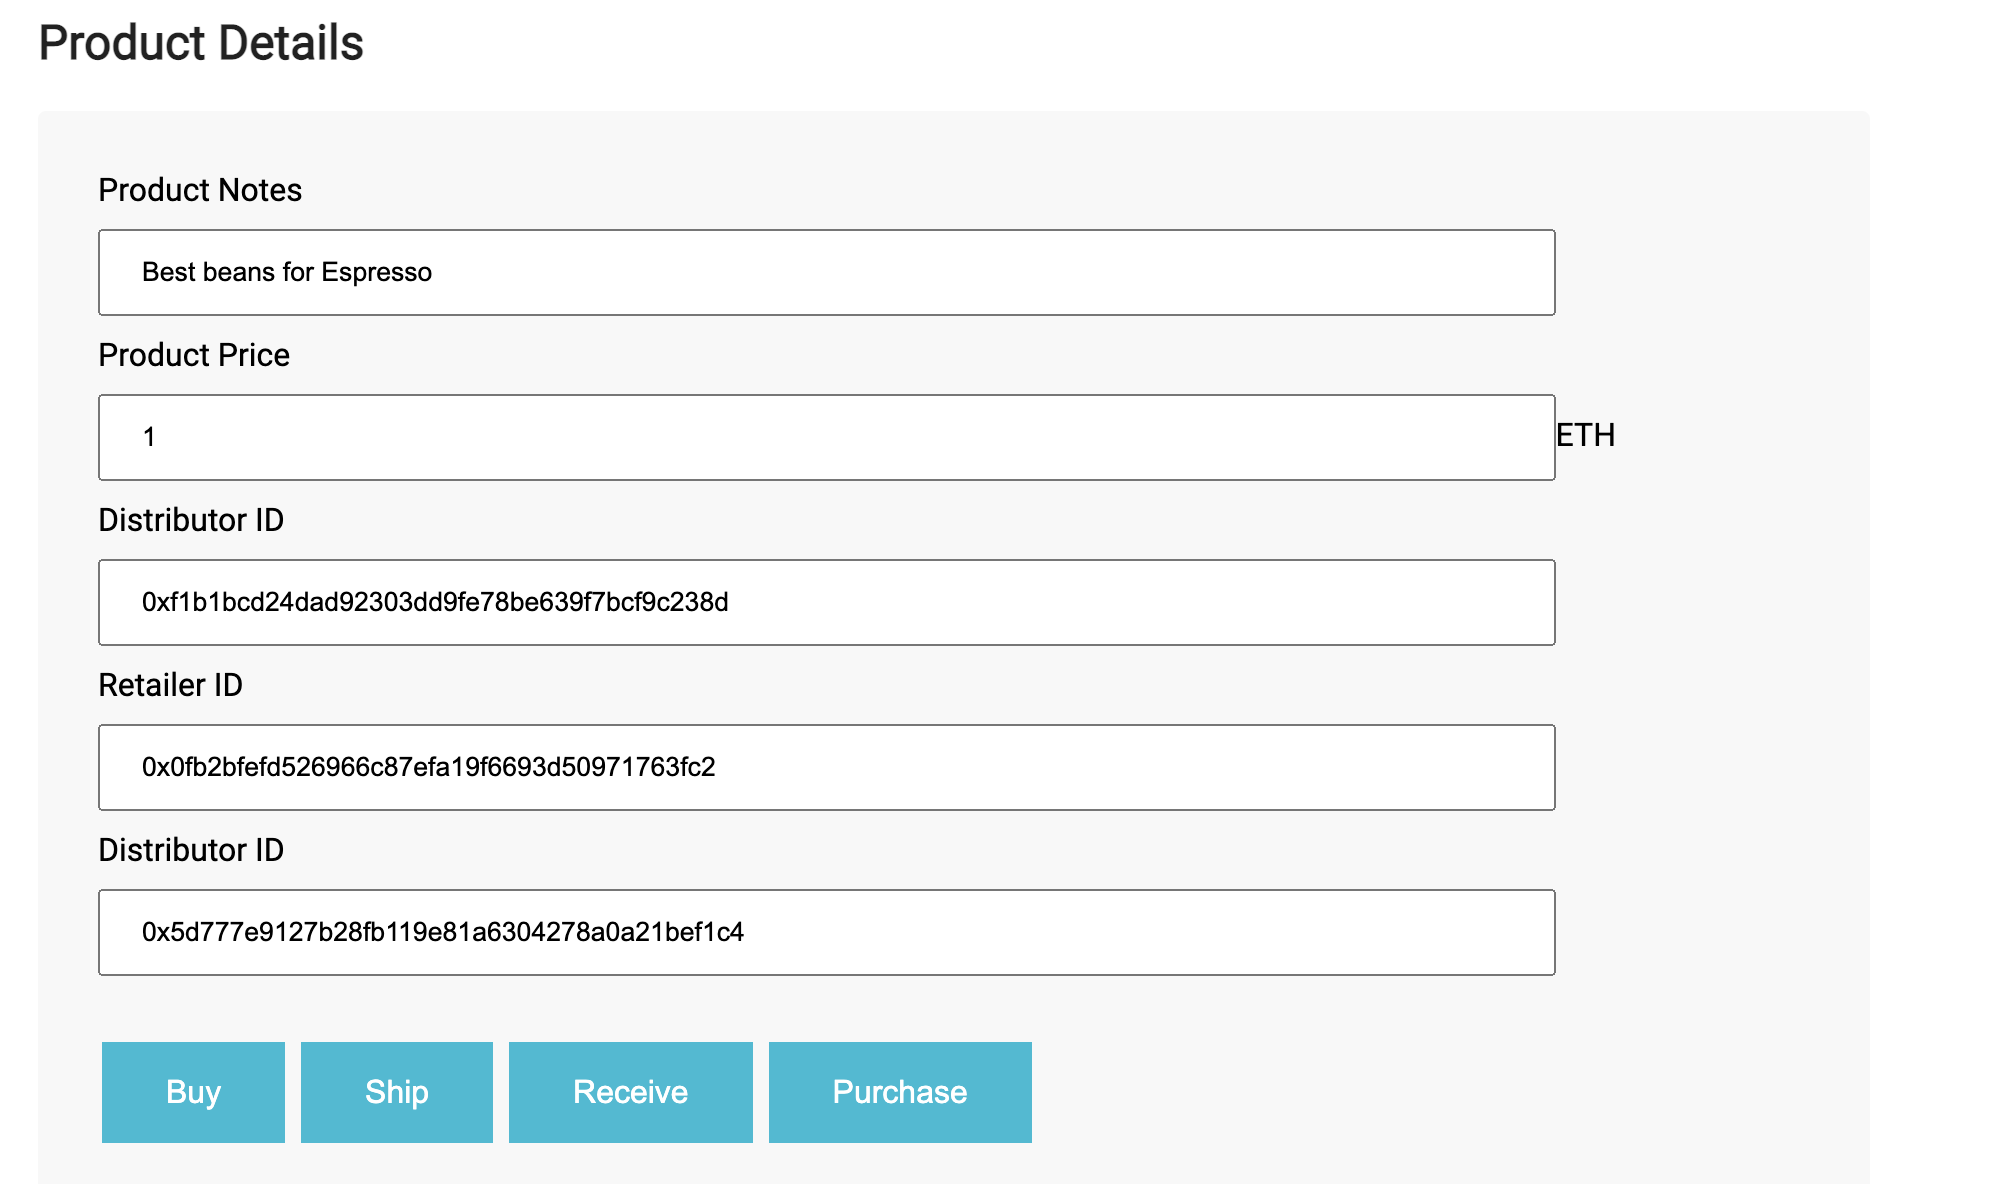 Product Details
Product Notes
Best beans for Espresso
Product Price
1 ETH
Distributor ID
0xf1b1bcd24dad92303dd9fe78be639f7bcf9c238d
Retailer ID
0x0fb2bfefd526966c87efa19f6693d50971763fc2
Distributor ID
0x5d777e9127b28fb119e81a6304278a0a21bef1c4
Buy Ship Receive Purchase